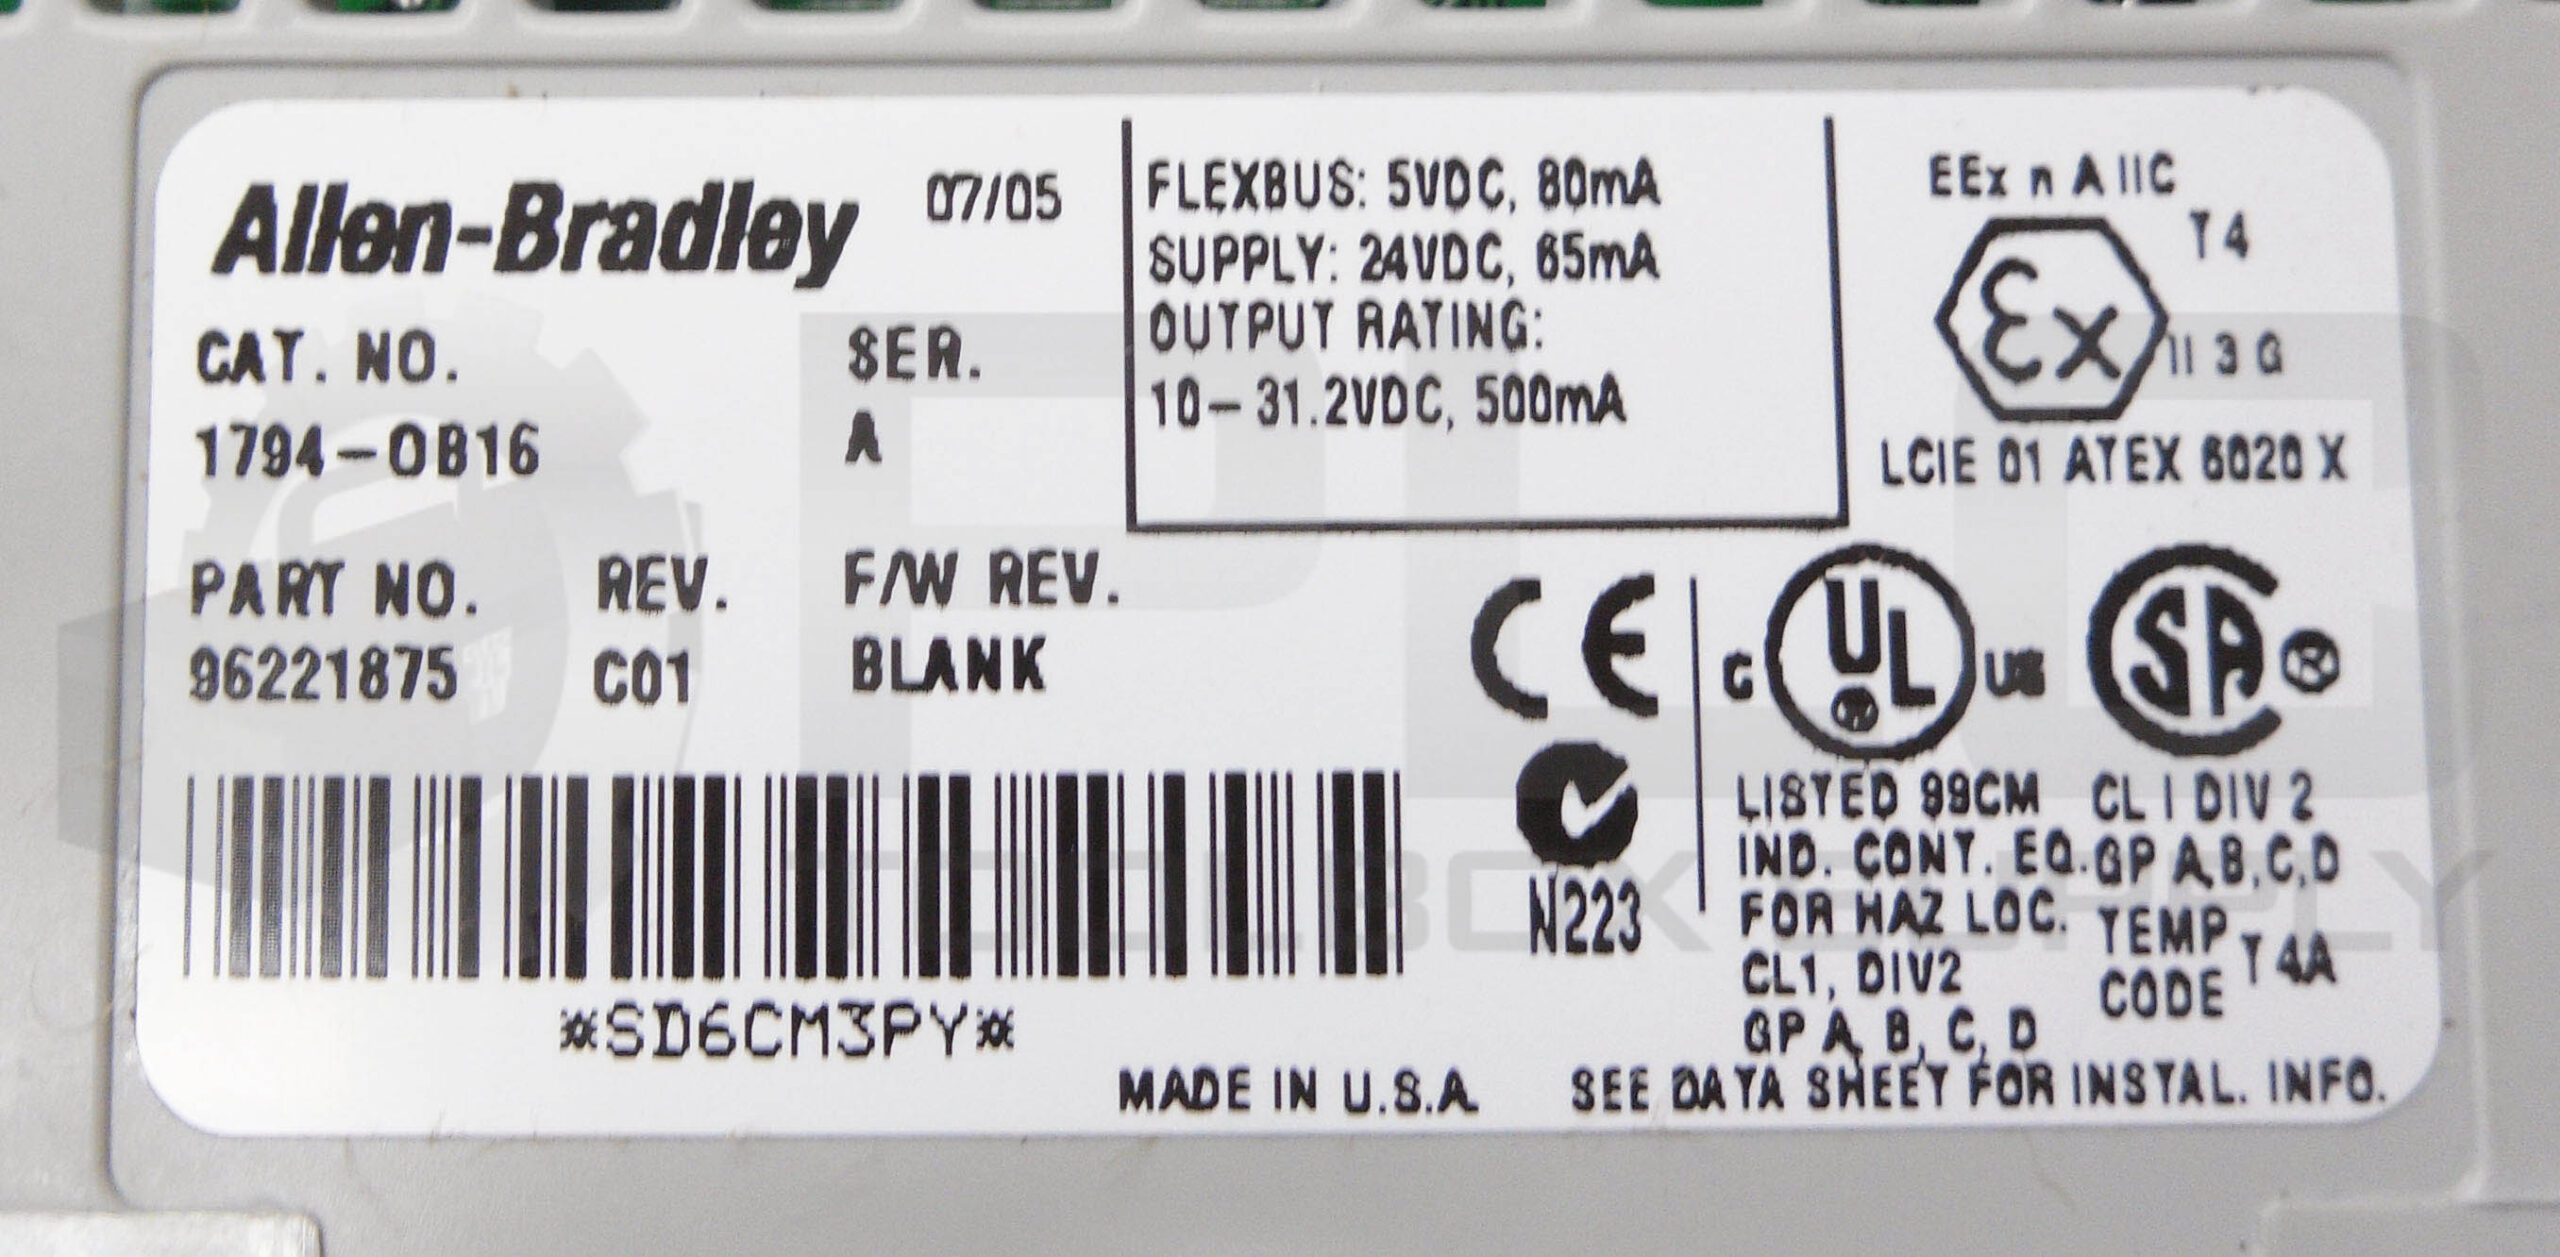 Allen-Bradley 07/05
CAT. NO. SER.
1794-OB16 A
PART NO. REV. F/W REV.
96221875 C01 BLANK
*SD6CM3PY*
FLEXBUS: 5VDC, 80mA
SUPPLY: 24VDC, 65mA
OUTPUT RATING:
10-31.2VDC, 500mA
EEx n A IIC
T4
Ex
II 3 G
LCIE 01 ATEX 6020 X
CE
N223
C UL US
LISTED 99CM
IND. CONT. EQ.
FOR HAZ LOC.
CL1, DIV2
GP A, B, C, D
SA ®
CL I DIV 2
GP A,B,C,D
TEMP
CODE T4A
MADE IN U.S.A. SEE DATA SHEET FOR INSTAL. INFO.
PLC
TOOLBOX SUPPLY